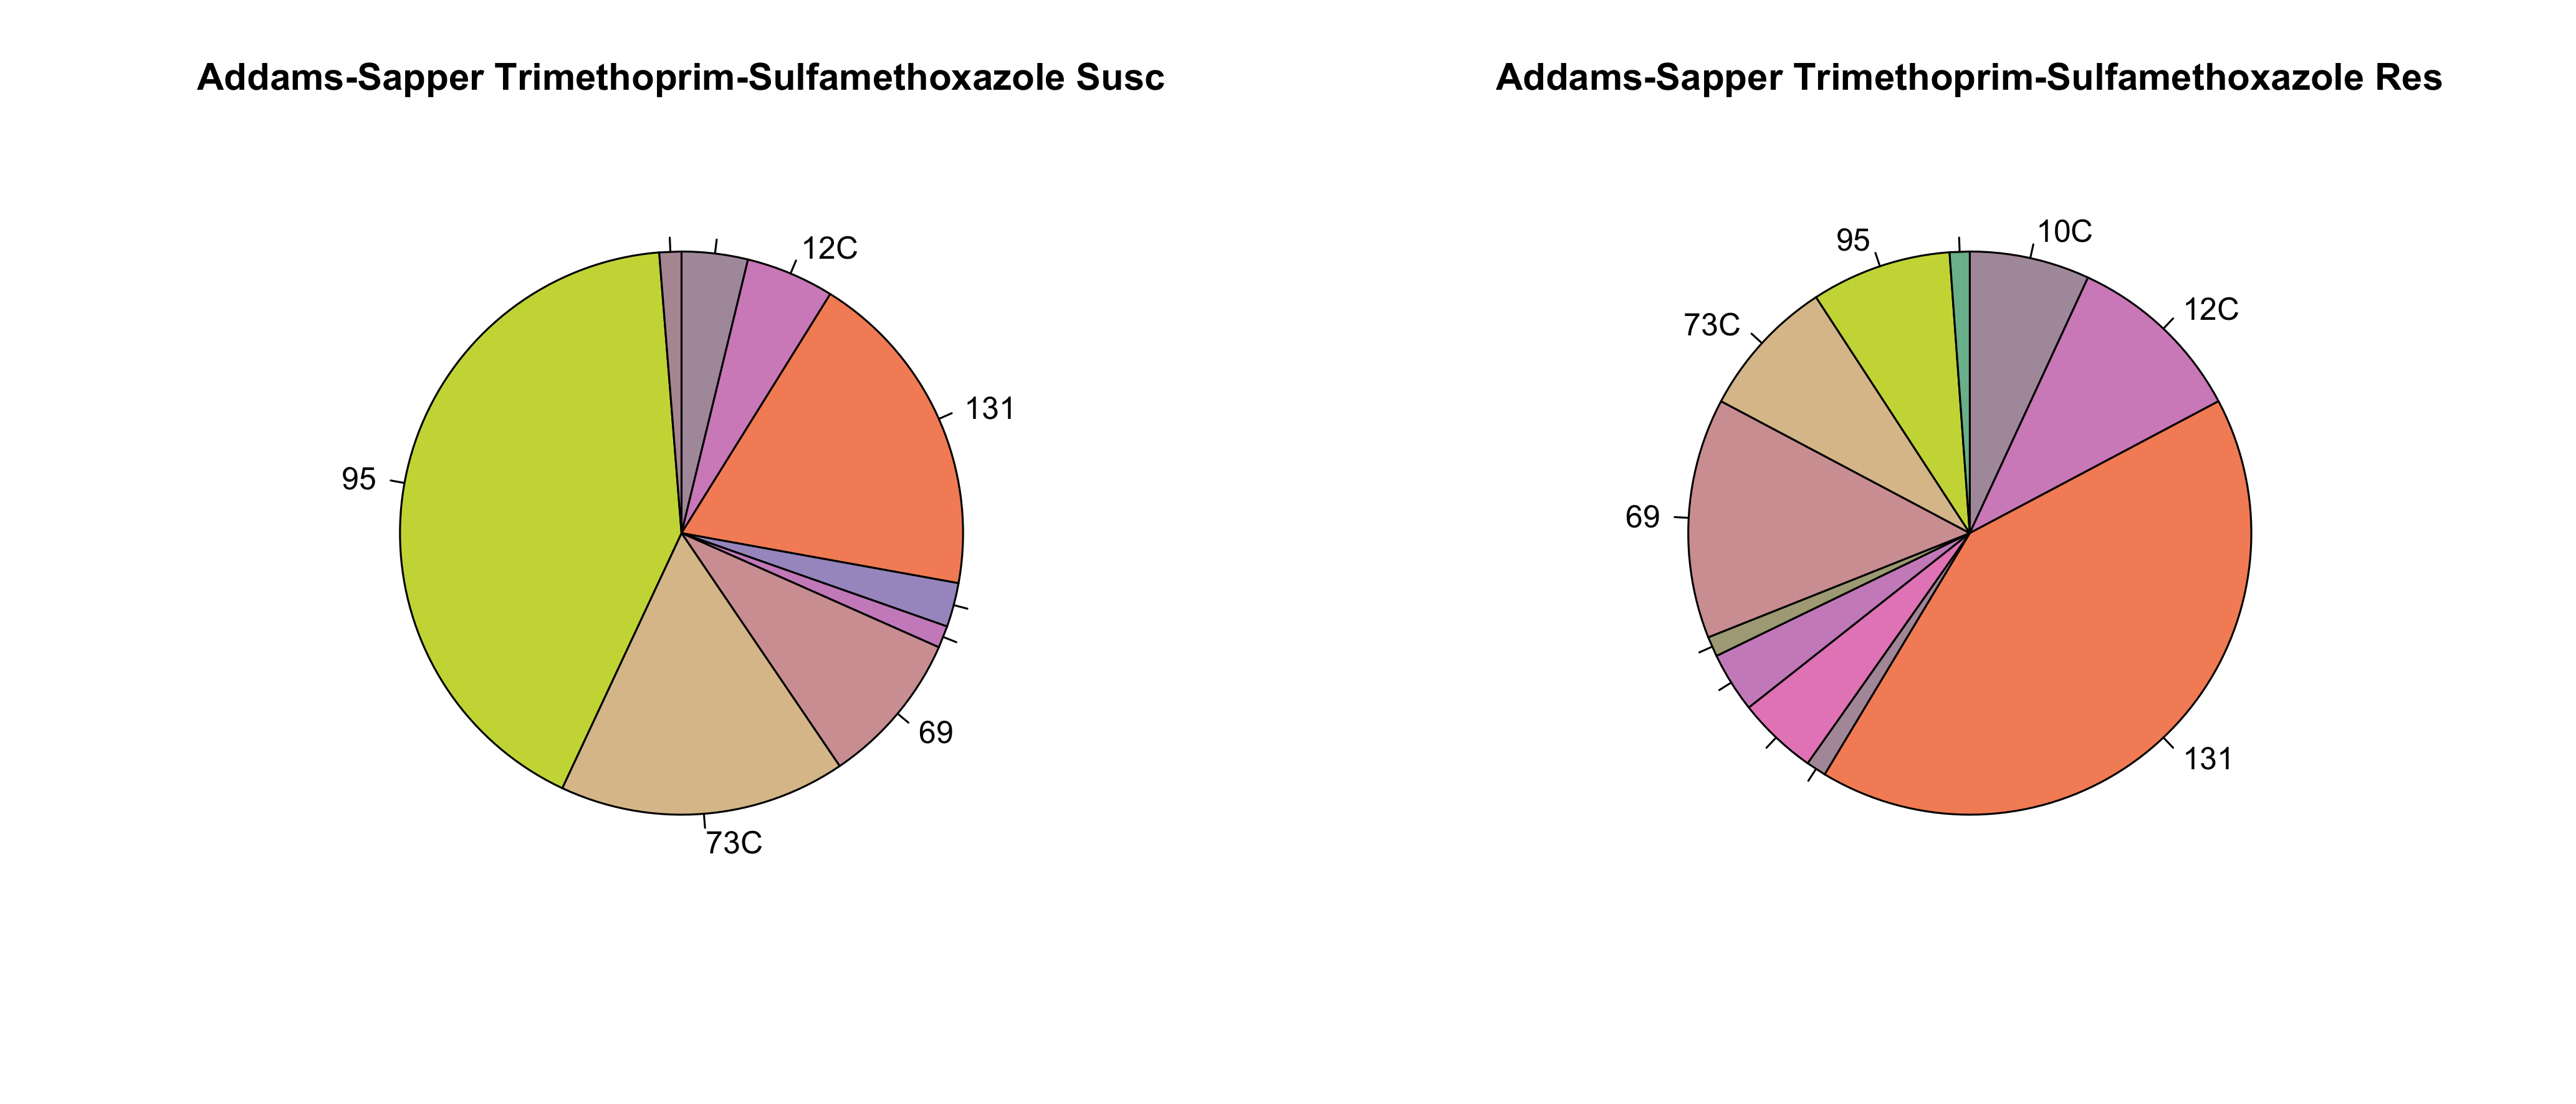 Addams-Sapper Trimethoprim-Sulfamethoxazole Susc
12C
131
95
69
73C
Addams-Sapper Trimethoprim-Sulfamethoxazole Res
10C
95
12C
73C
69
131